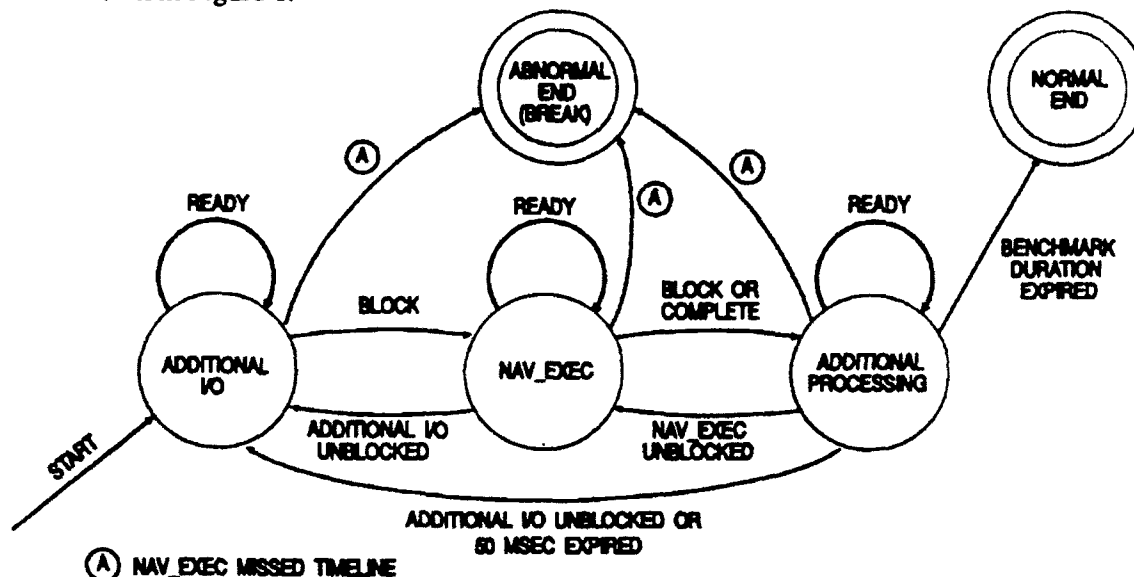 ABNORMAL
END
(BREAK)
NORMAL
END
A
A
A
READY
READY
READY
BENCHMARK
DURATION
EXPIRED
BLOCK
BLOCK OR
COMPLETE
ADDITIONAL
I/O
NAV_EXEC
ADDITIONAL
PROCESSING
ADDITIONAL I/O
UNBLOCKED
NAV_EXEC
UNBLOCKED
START
ADDITIONAL I/O UNBLOCKED OR
50 MSEC EXPIRED
A NAV_EXEC MISSED TIMELINE